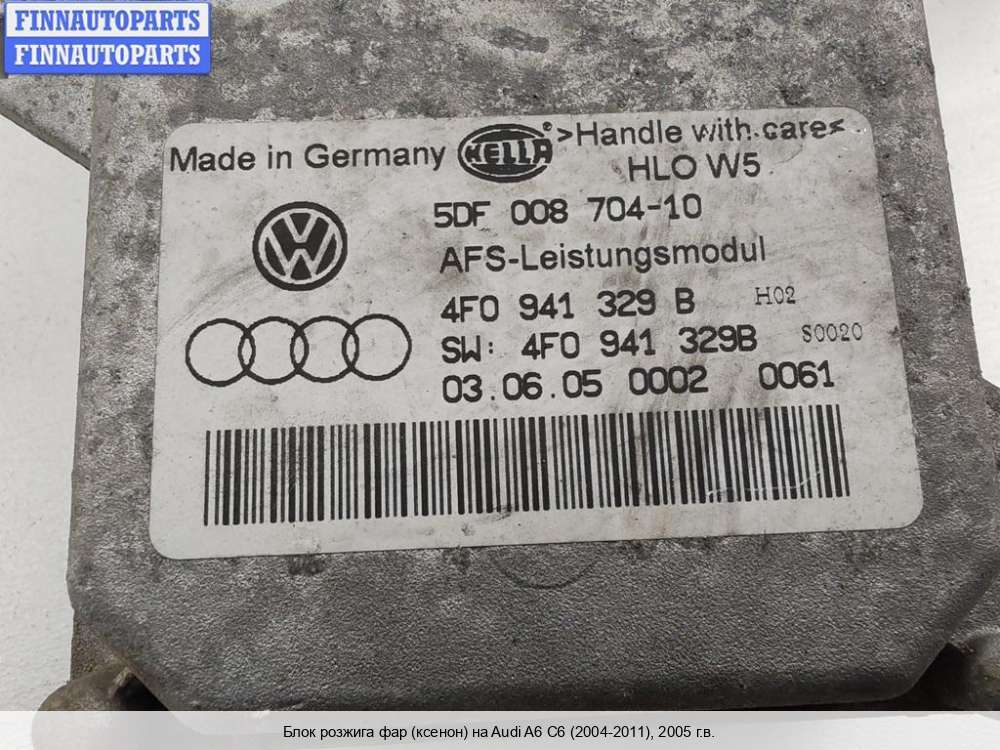 FINNAUTOPARTS
FINNAUTOPARTS
Made in Germany HELLA ® >Handle with care<
HLO W5
5DF 008 704-10
AFS-Leistungsmodul
4F0 941 329 B H02
SW: 4F0 941 329B S0020
03.06.05 0002 0061
Блок розжига фар (ксенон) на Audi A6 C6 (2004-2011), 2005 г.в.